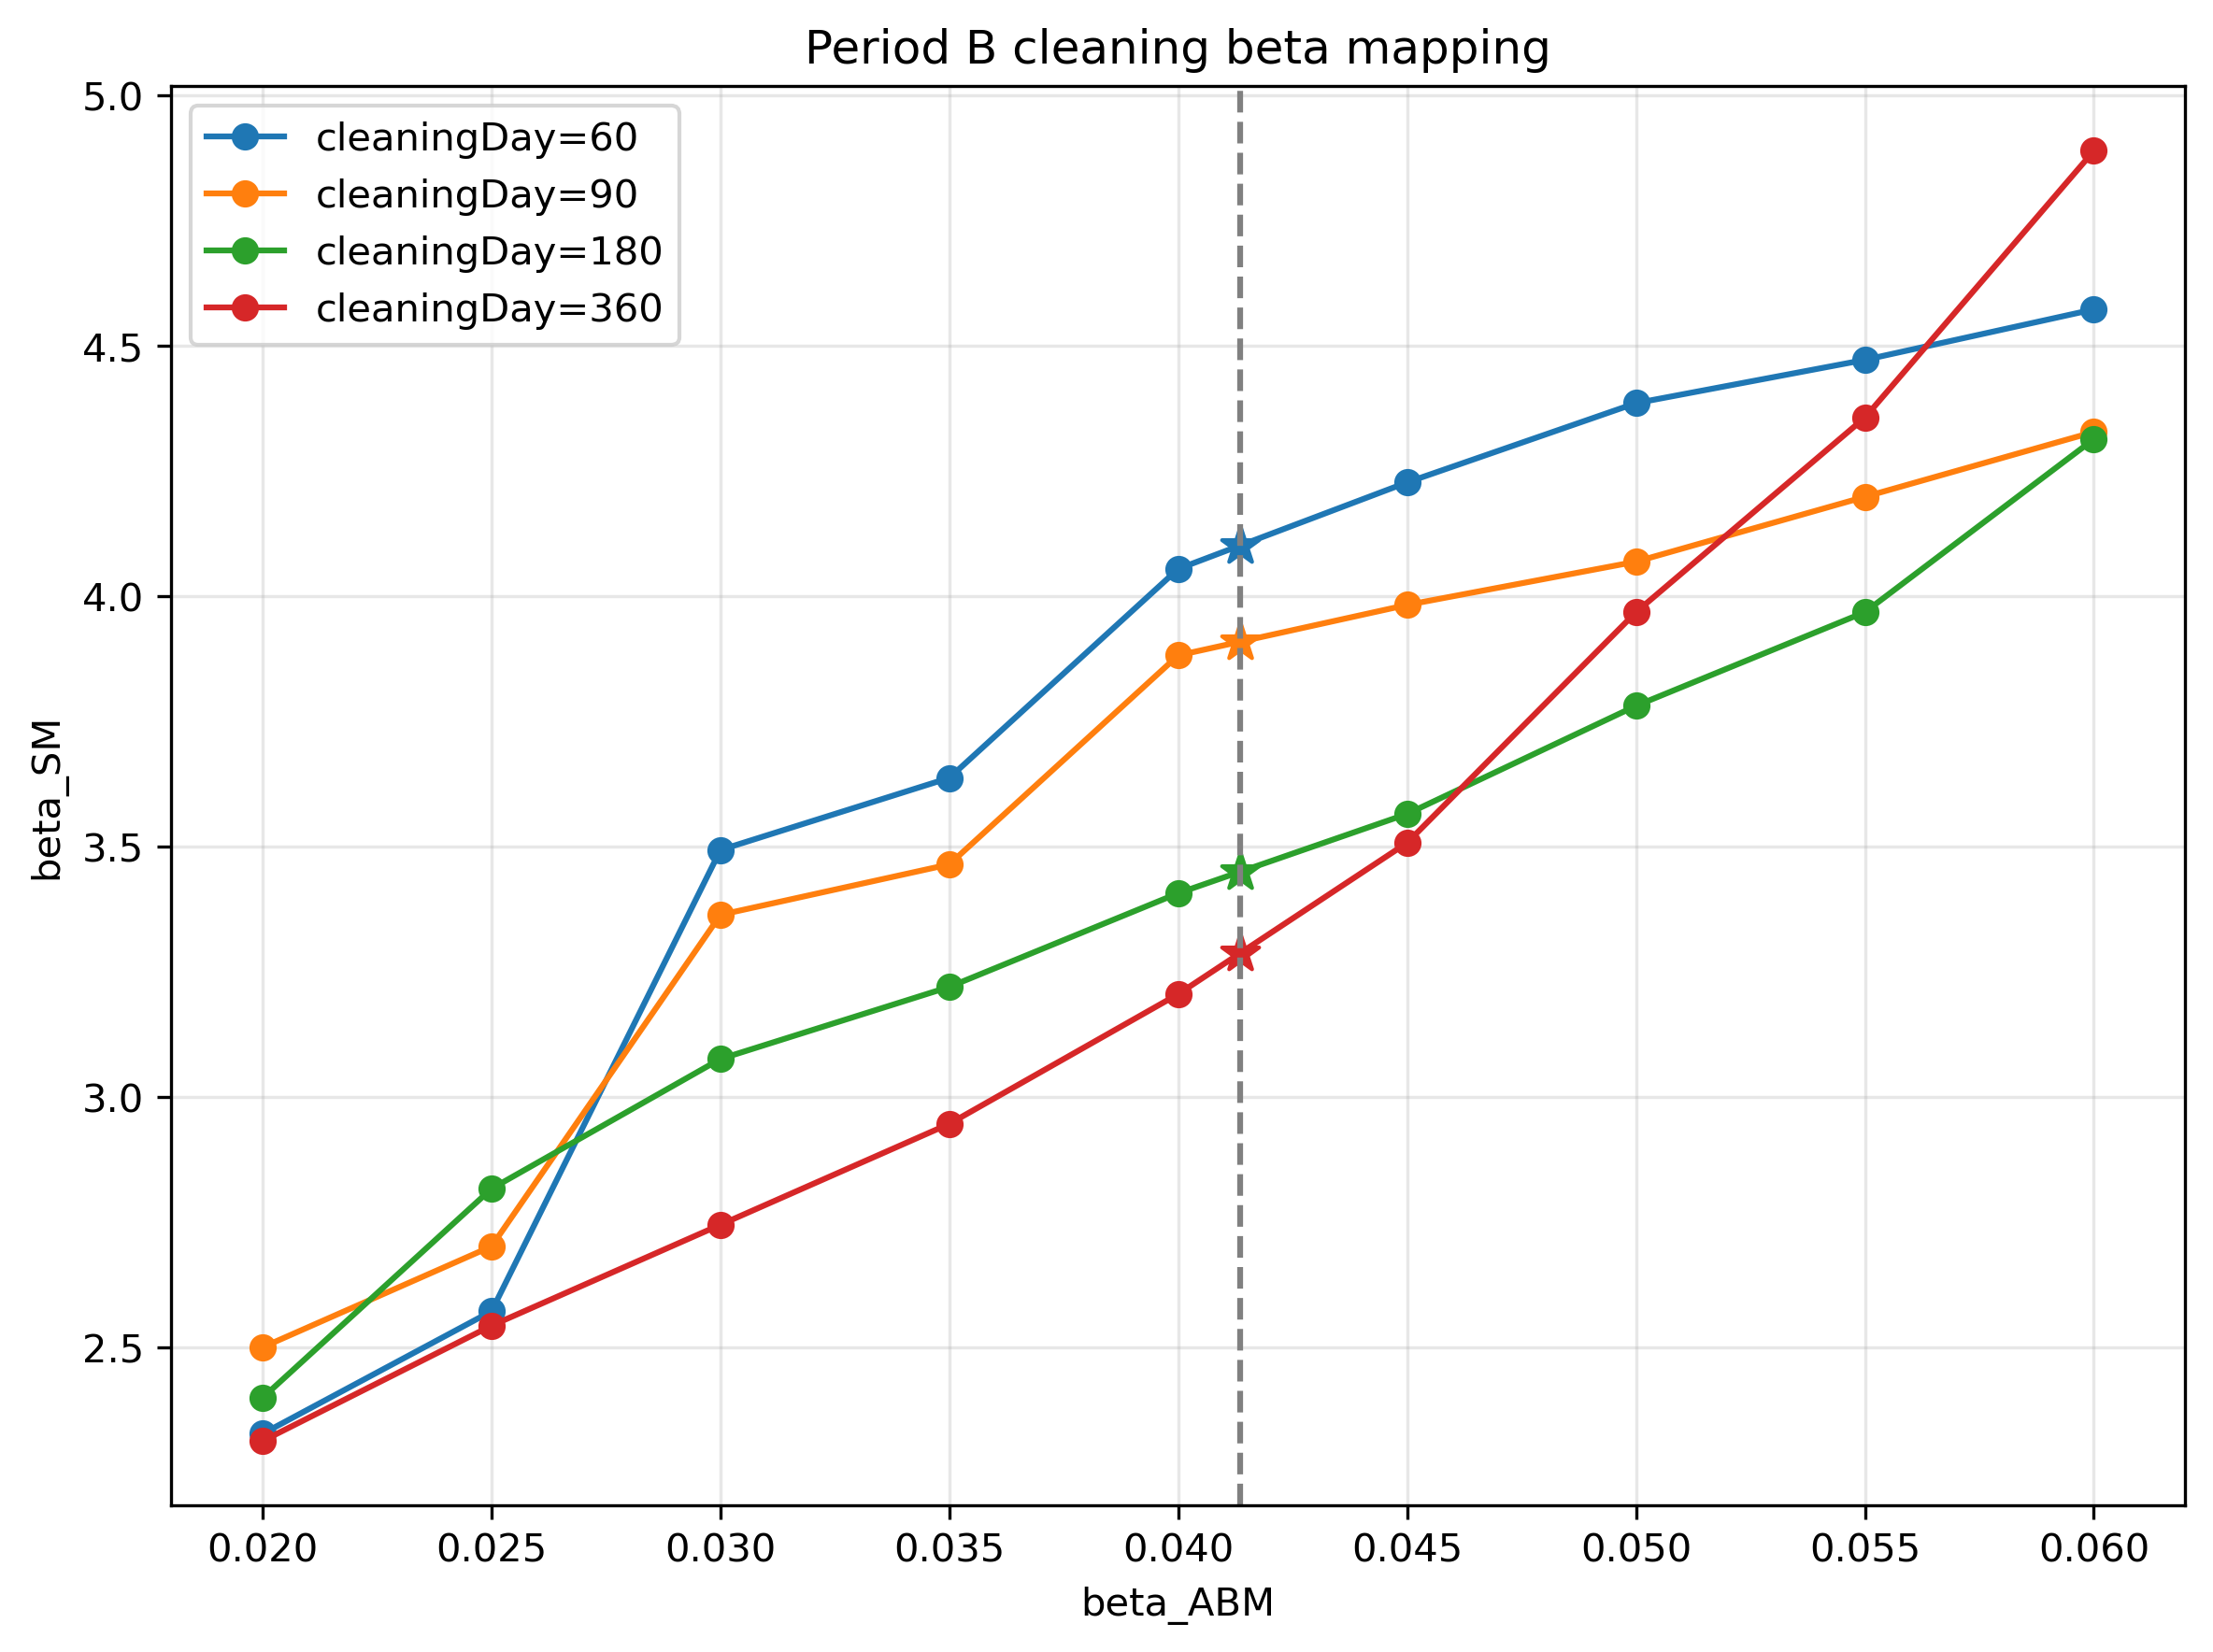 Period B cleaning beta mapping
cleaningDay=60
cleaningDay=90
cleaningDay=180
cleaningDay=360
beta_SM
5.0
4.5
4.0
3.5
3.0
2.5
0.020 0.025 0.030 0.035 0.040 0.045 0.050 0.055 0.060
beta_ABM